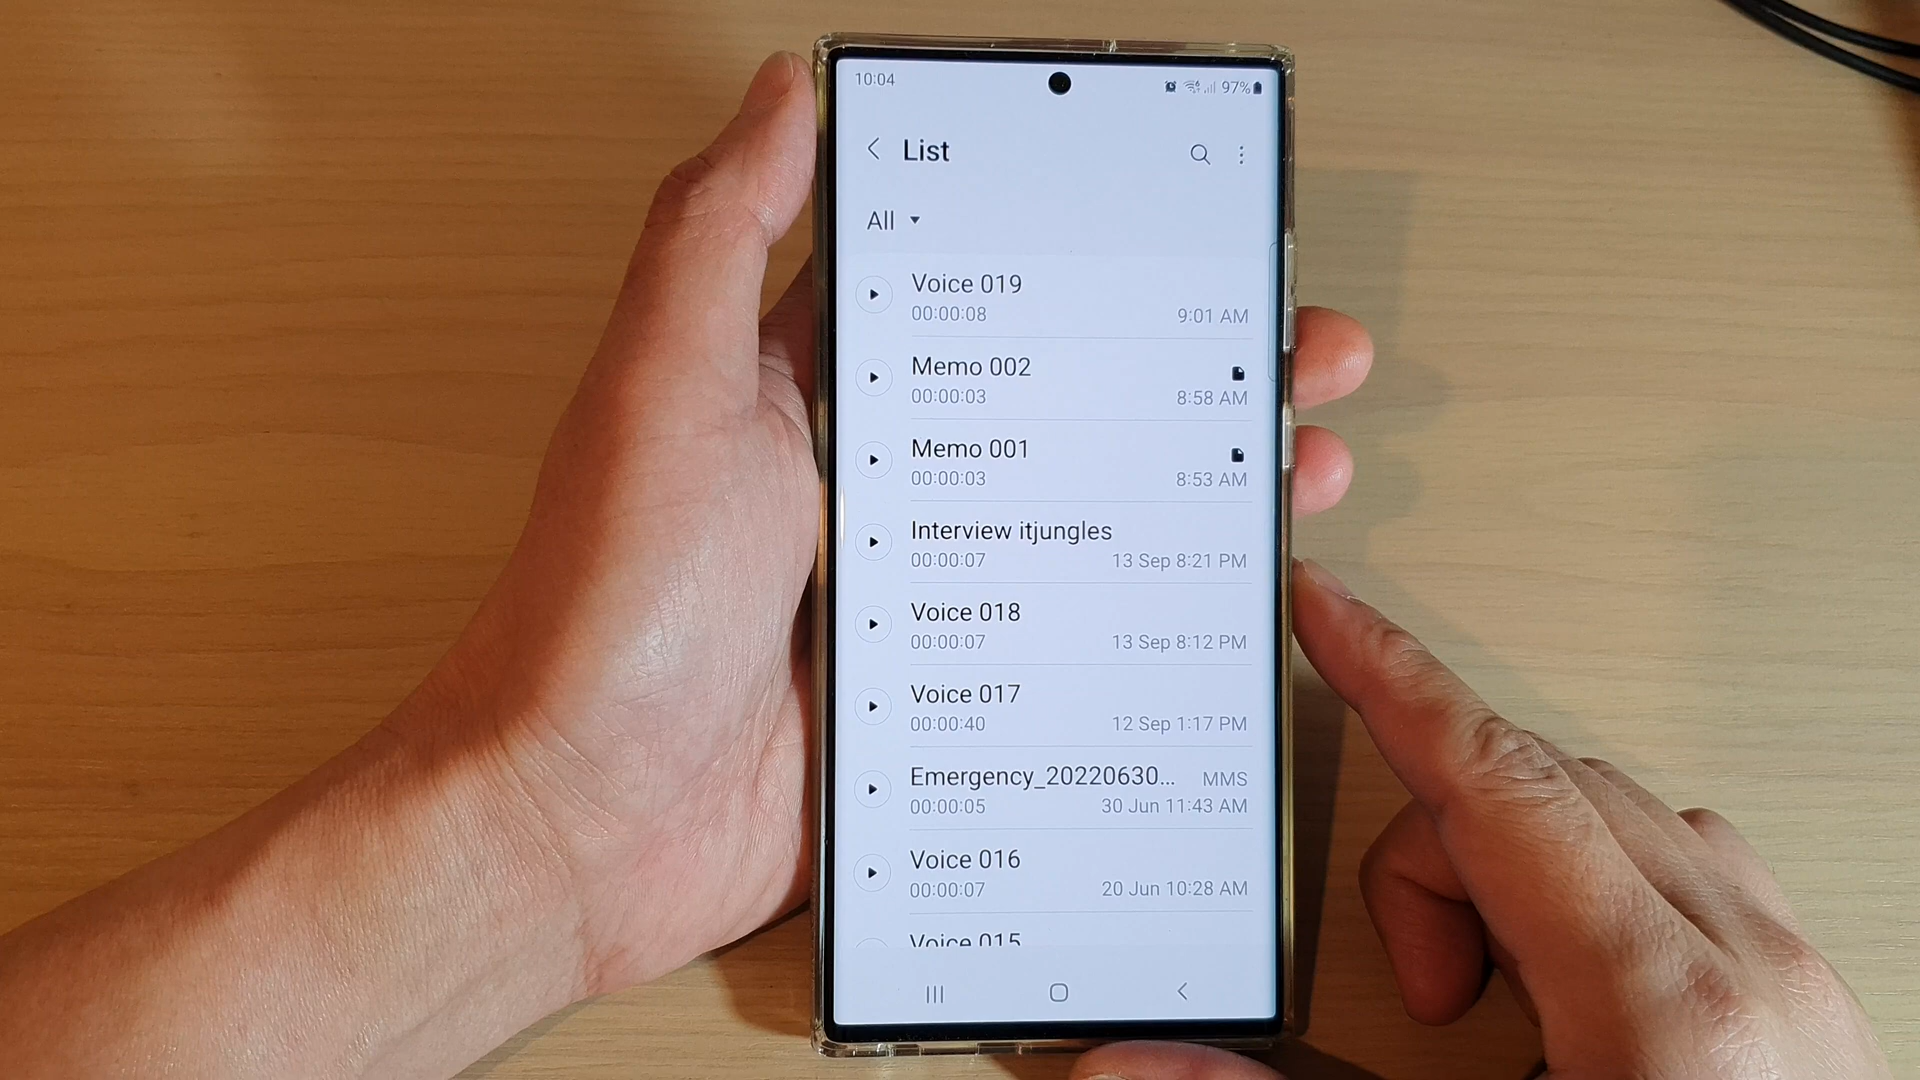 10:04
97%
List
All
Voice 019
00:00:08
9:01 AM
Memo 002
00:00:03
8:58 AM
Memo 001
00:00:03
8:53 AM
Interview itjungles
00:00:07
13 Sep 8:21 PM
Voice 018
00:00:07
13 Sep 8:12 PM
Voice 017
00:00:40
12 Sep 1:17 PM
Emergency_20220630...
MMS
00:00:05
30 Jun 11:43 AM
Voice 016
00:00:07
20 Jun 10:28 AM
Voice 015